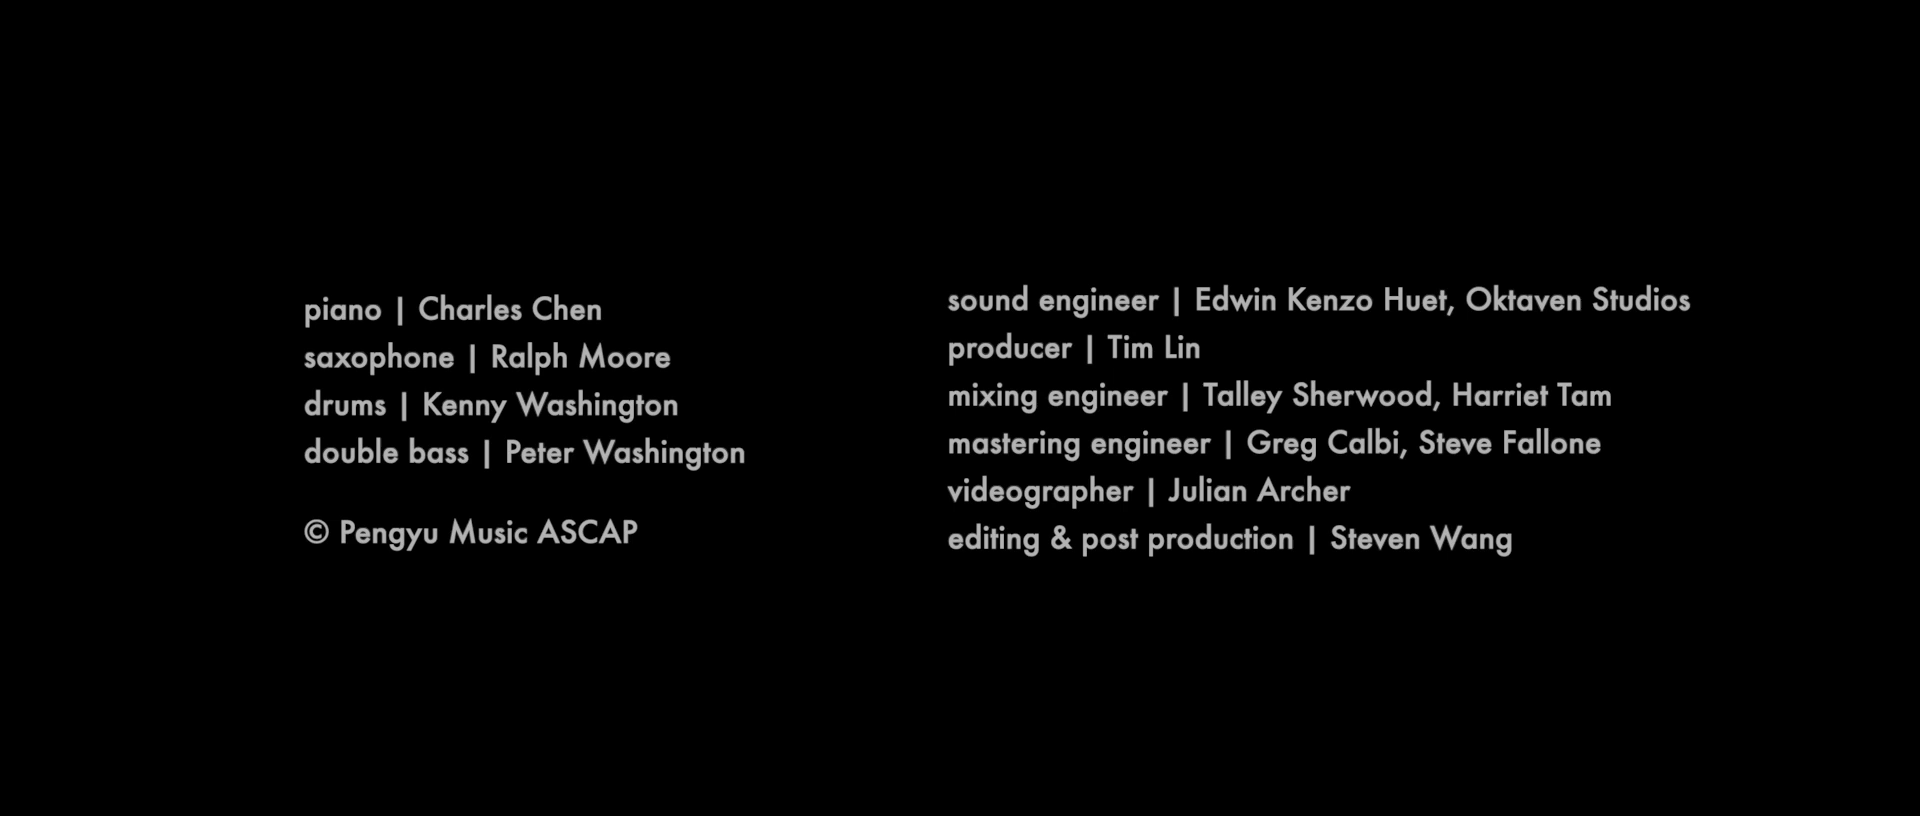 piano | Charles Chen
saxophone | Ralph Moore
drums | Kenny Washington
double bass | Peter Washington
© Pengyu Music ASCAP
sound engineer | Edwin Kenzo Huet, Oktaven Studios
producer | Tim Lin
mixing engineer | Talley Sherwood, Harriet Tam
mastering engineer | Greg Calbi, Steve Fallone
videographer | Julian Archer
editing & post production | Steven Wang